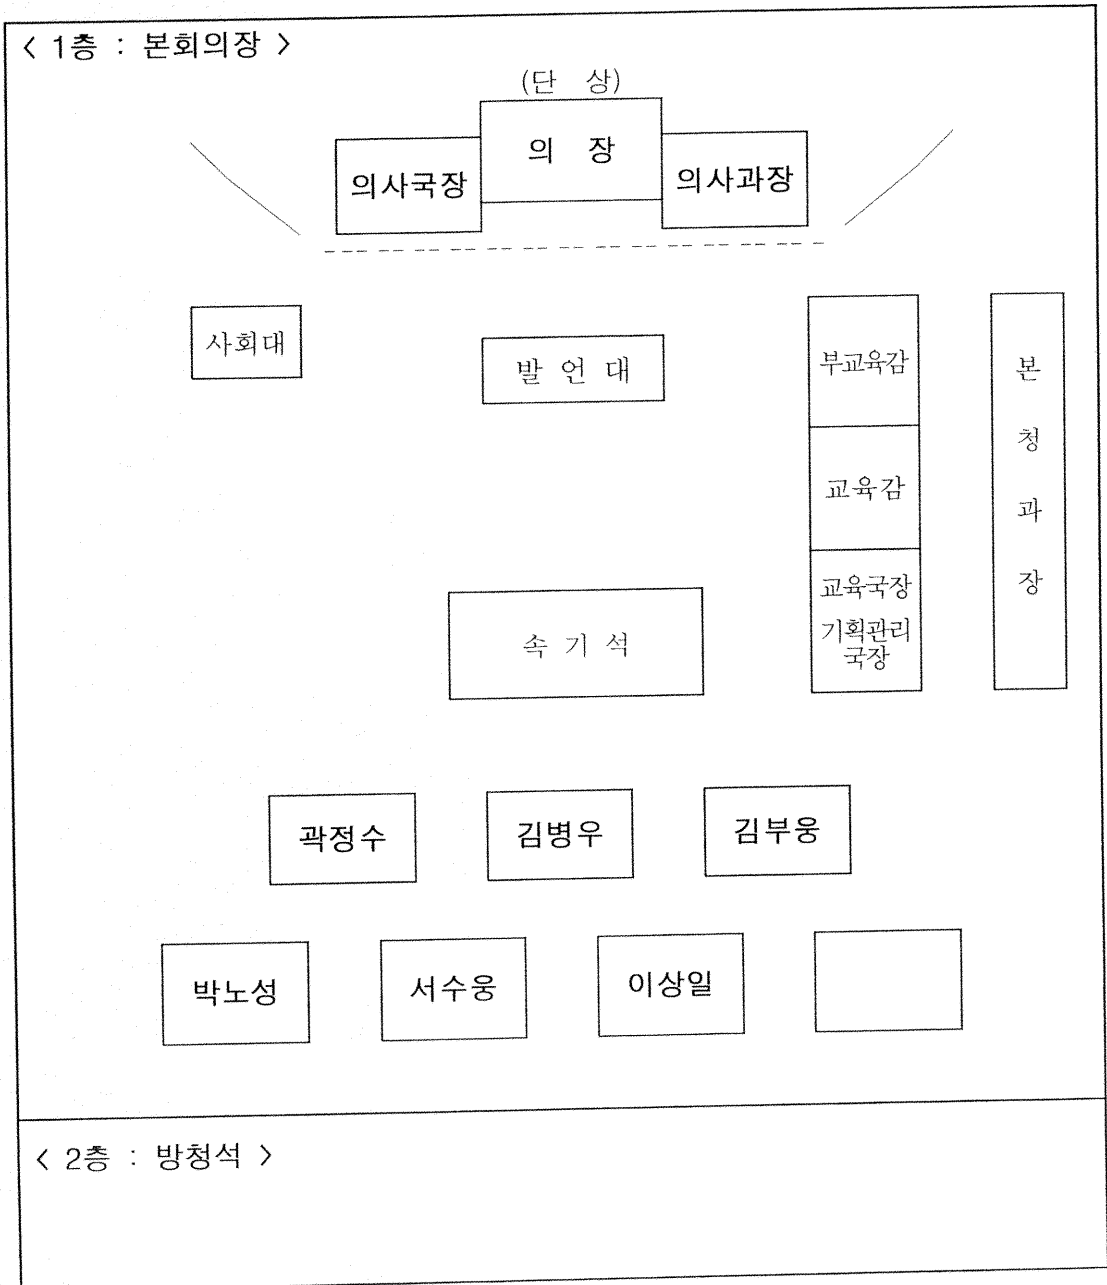 < 1층 : 본회의장 >
(단 상)
의 장
의사국장
의사과장
사회대
발 언 대
부교육감
교육감
교육국장
기획관리
국장
본
청
과
장
속 기 석
곽정수
김병우
김부웅
박노성
서수웅
이상일
< 2층 : 방청석 >